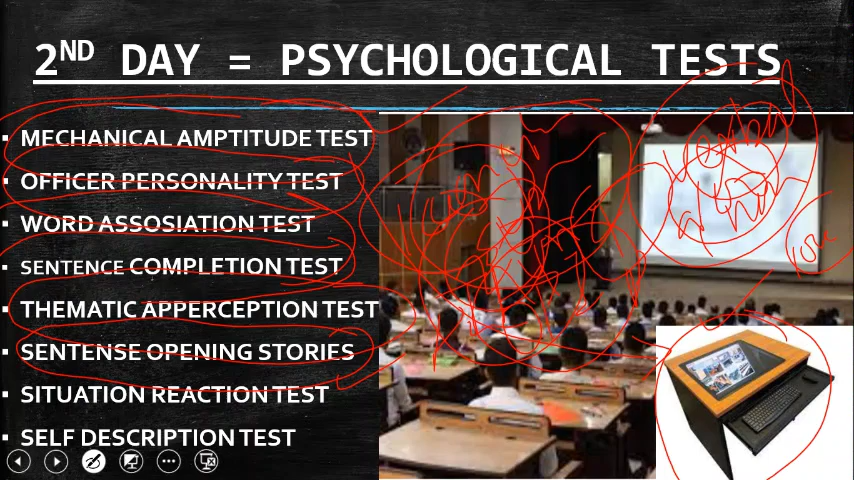 2ND DAY = PSYCHOLOGICAL TESTS
MECHANICAL AMPTITUDE TEST
OFFICER PERSONALITY TEST
WORD ASSOSIATION TEST
SENTENCE COMPLETION TEST
THEMATIC APPERCEPTION TEST
SENTENSE OPENING STORIES
SITUATION REACTION TEST
SELF DESCRIPTION TEST